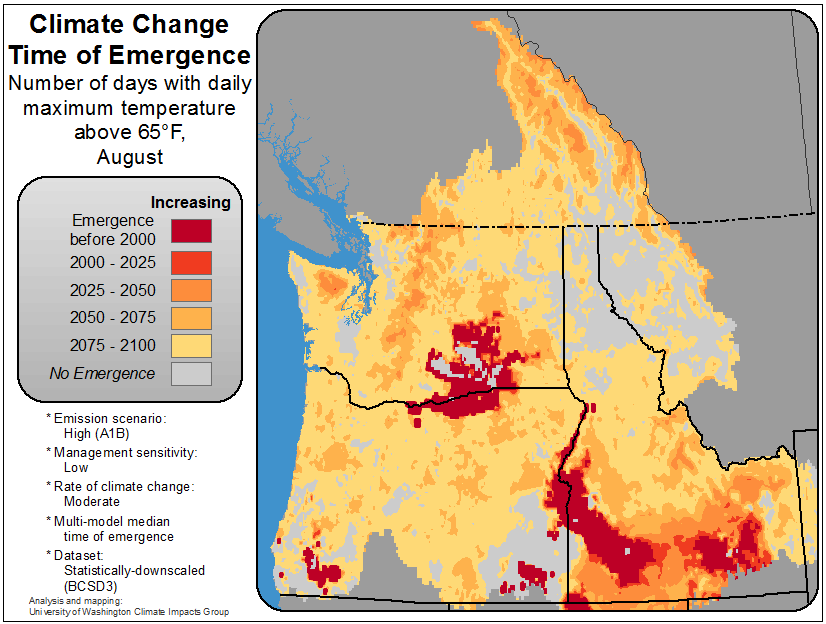 Climate Change
Time of Emergence
Number of days with daily
maximum temperature
above 65°F,
August
Increasing
Emergence
before 2000
2000 - 2025
2025 - 2050
2050 - 2075
2075 - 2100
No Emergence
* Emission scenario:
High (A1B)
* Management sensitivity:
Low
* Rate of climate change:
Moderate
* Multi-model median
time of emergence
* Dataset:
Statistically-downscaled
(BCSD3)
Analysis and mapping:
University of Washington Climate Impacts Group